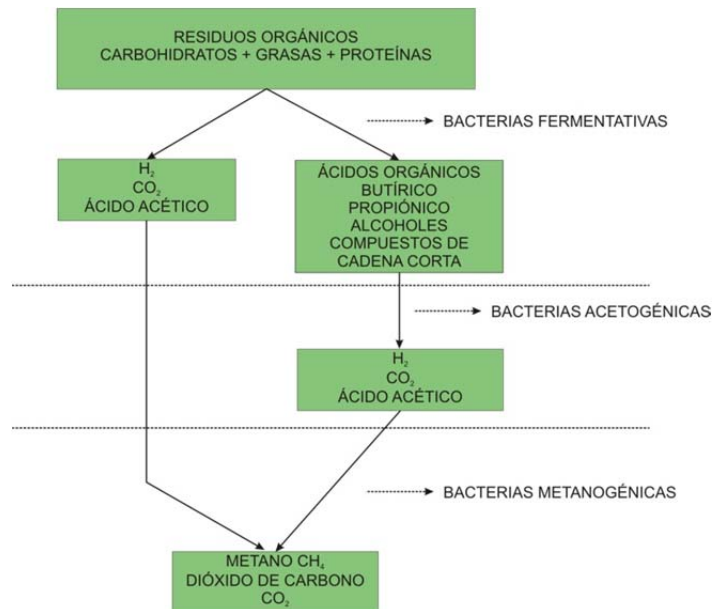 RESIDUOS ORGÁNICOS
CARBOHIDRATOS + GRASAS + PROTEÍNAS
BACTERIAS FERMENTATIVAS
H₂
CO₂
ÁCIDO ACÉTICO
ÁCIDOS ORGÁNICOS
BUTÍRICO
PROPIÓNICO
ALCOHOLES
COMPUESTOS DE
CADENA CORTA
BACTERIAS ACETOGÉNICAS
H₂
CO₂
ÁCIDO ACÉTICO
BACTERIAS METANOGÉNICAS
METANO CH₄
DIÓXIDO DE CARBONO
CO₂